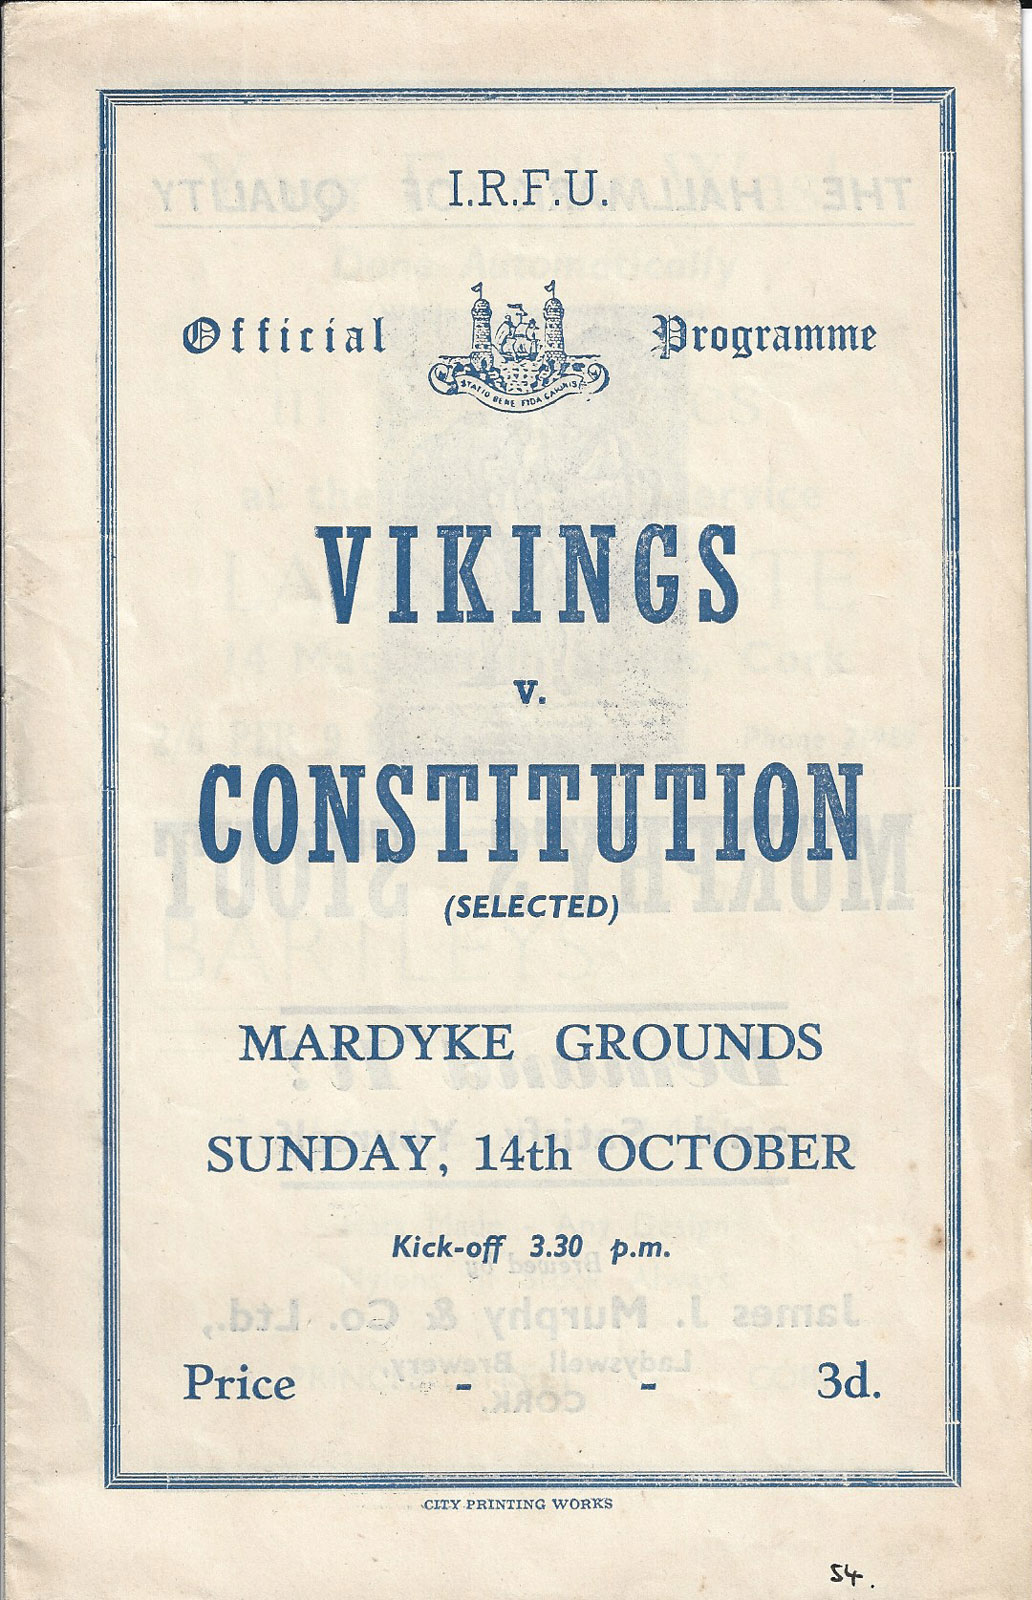 I.R.F.U.
Official Programme
STATIO BENE FIDA CARINIS
VIKINGS
v.
CONSTITUTION
(SELECTED)
MARDYKE GROUNDS
SUNDAY, 14th OCTOBER
Kick-off 3.30 p.m.
Price - - 3d.
CITY PRINTING WORKS
54.